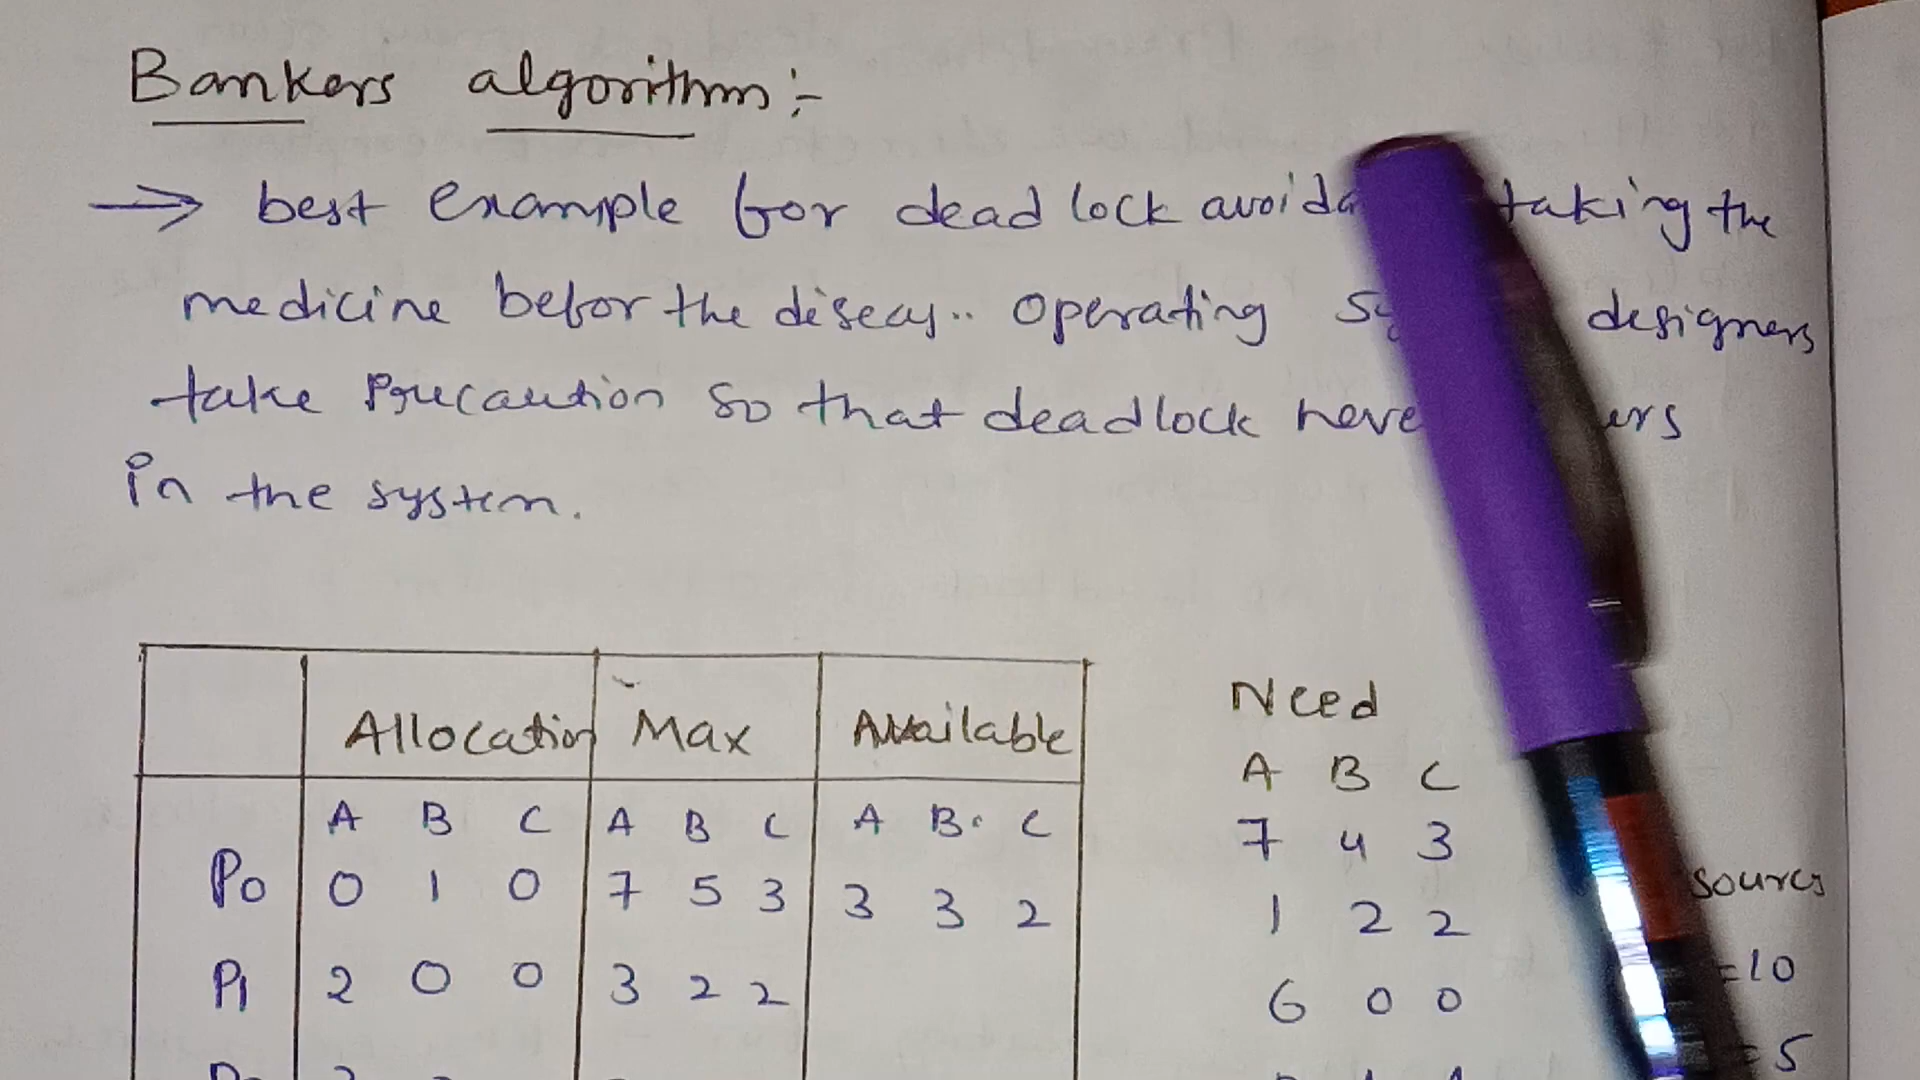 Bankers algorithm :-
→ best example for dead lock avoida taking the
medicine befor the diseas.. operating sy designers
take precaution so that deadlock neve ers
in the system.
Allocation Max Available
A B C A B C A B C
P0 0 1 0 7 5 3 3 3 2
P1 2 0 0 3 2 2
Need
A B C
7 4 3
1 2 2
6 0 0
sources
=10
= 5